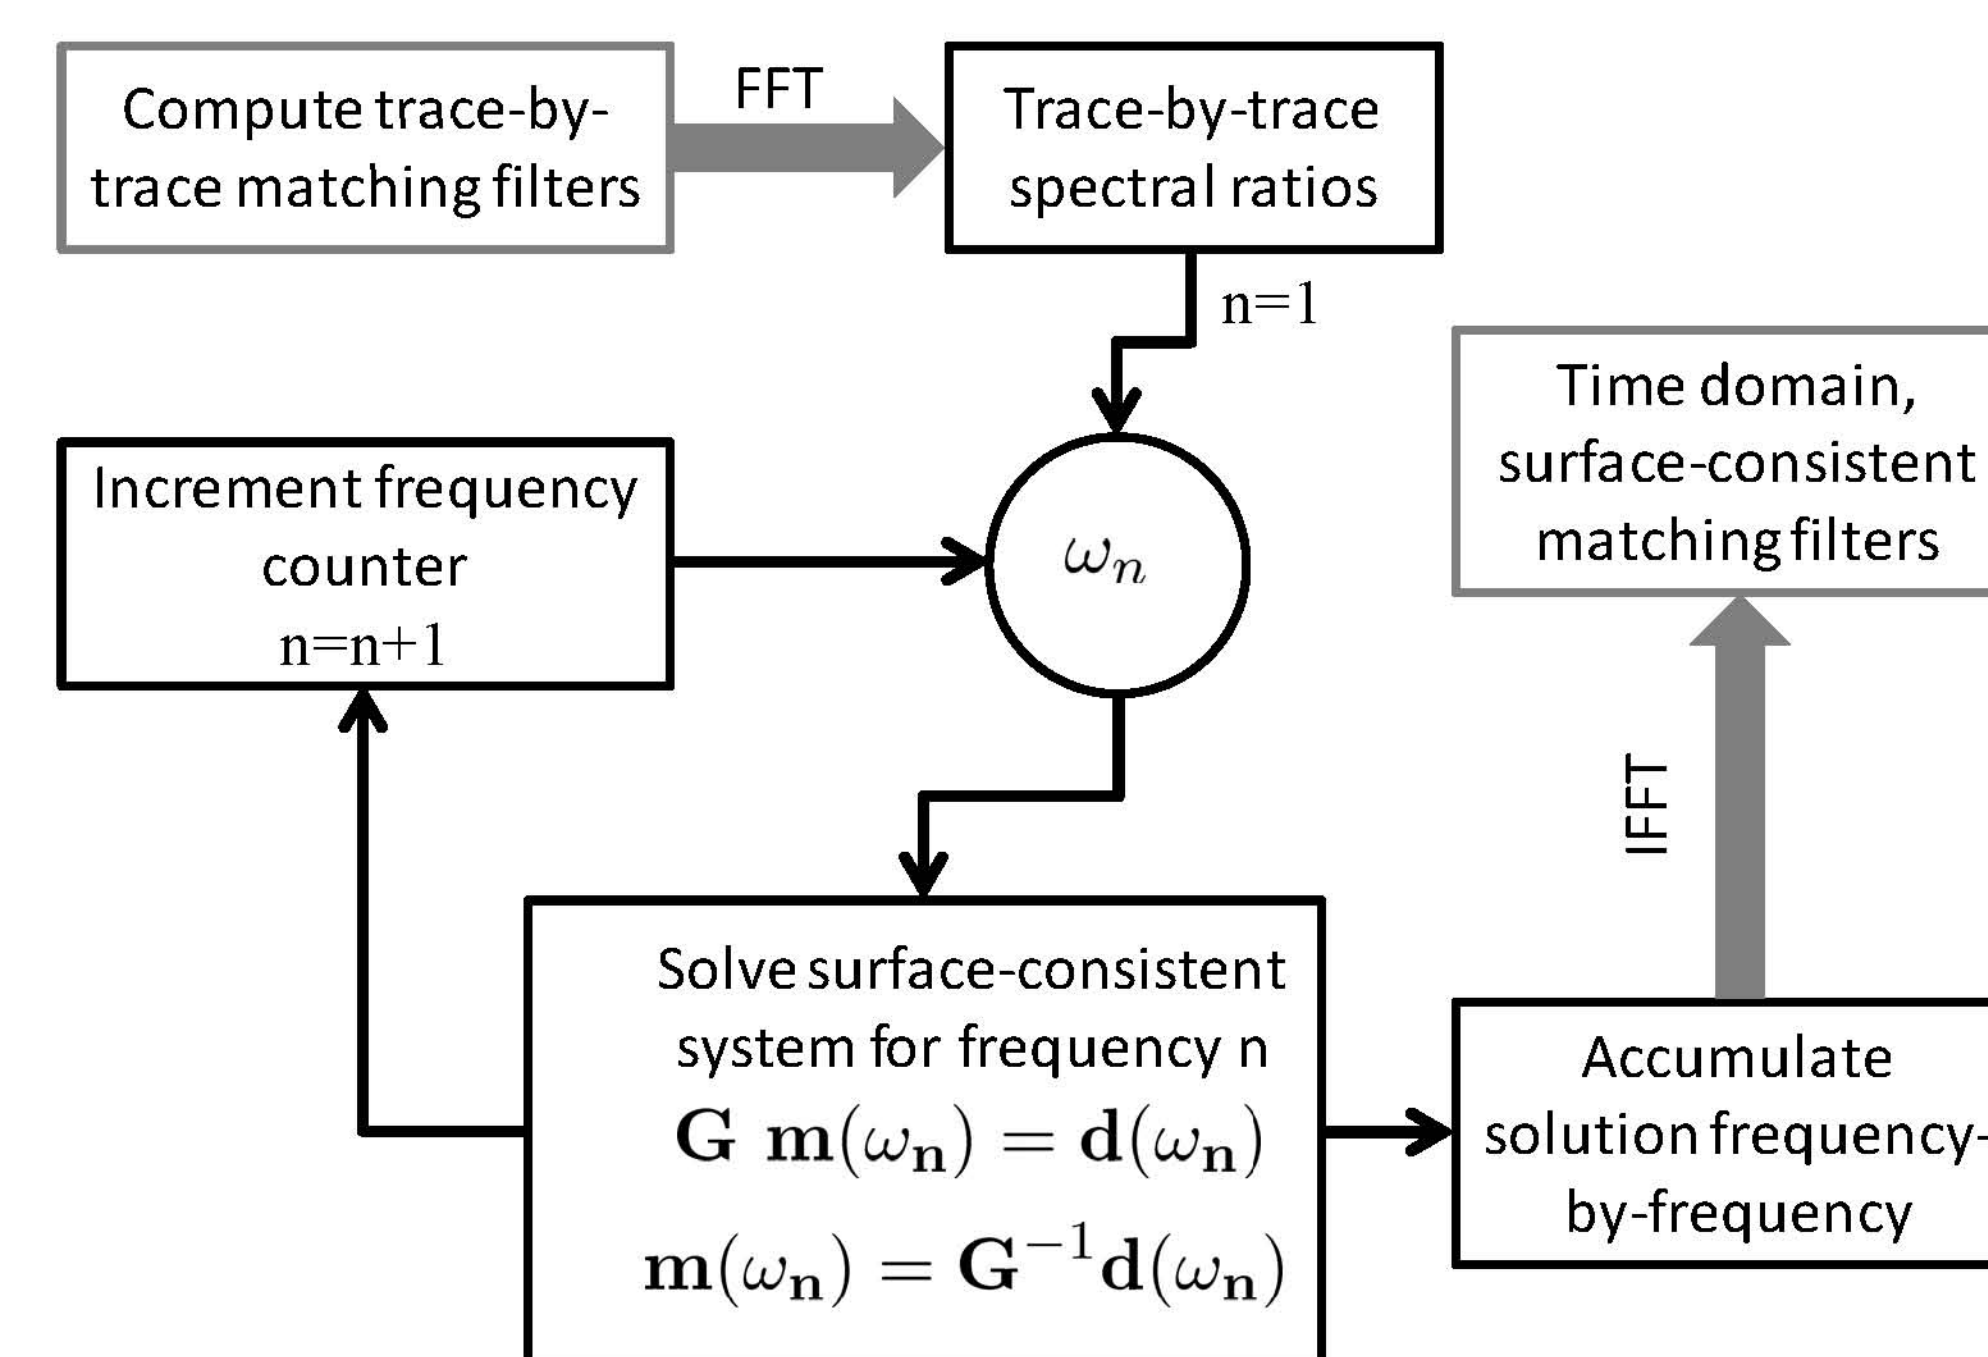 Compute trace-by-
trace matching filters
FFT
Trace-by-trace
spectral ratios
n=1
Time domain,
surface-consistent
matching filters
Increment frequency
counter
n=n+1
ωₙ
IFFT
Solve surface-consistent
system for frequency n
G m(ωₙ) = d(ωₙ)
m(ωₙ) = G⁻¹d(ωₙ)
Accumulate
solution frequency-
by-frequency